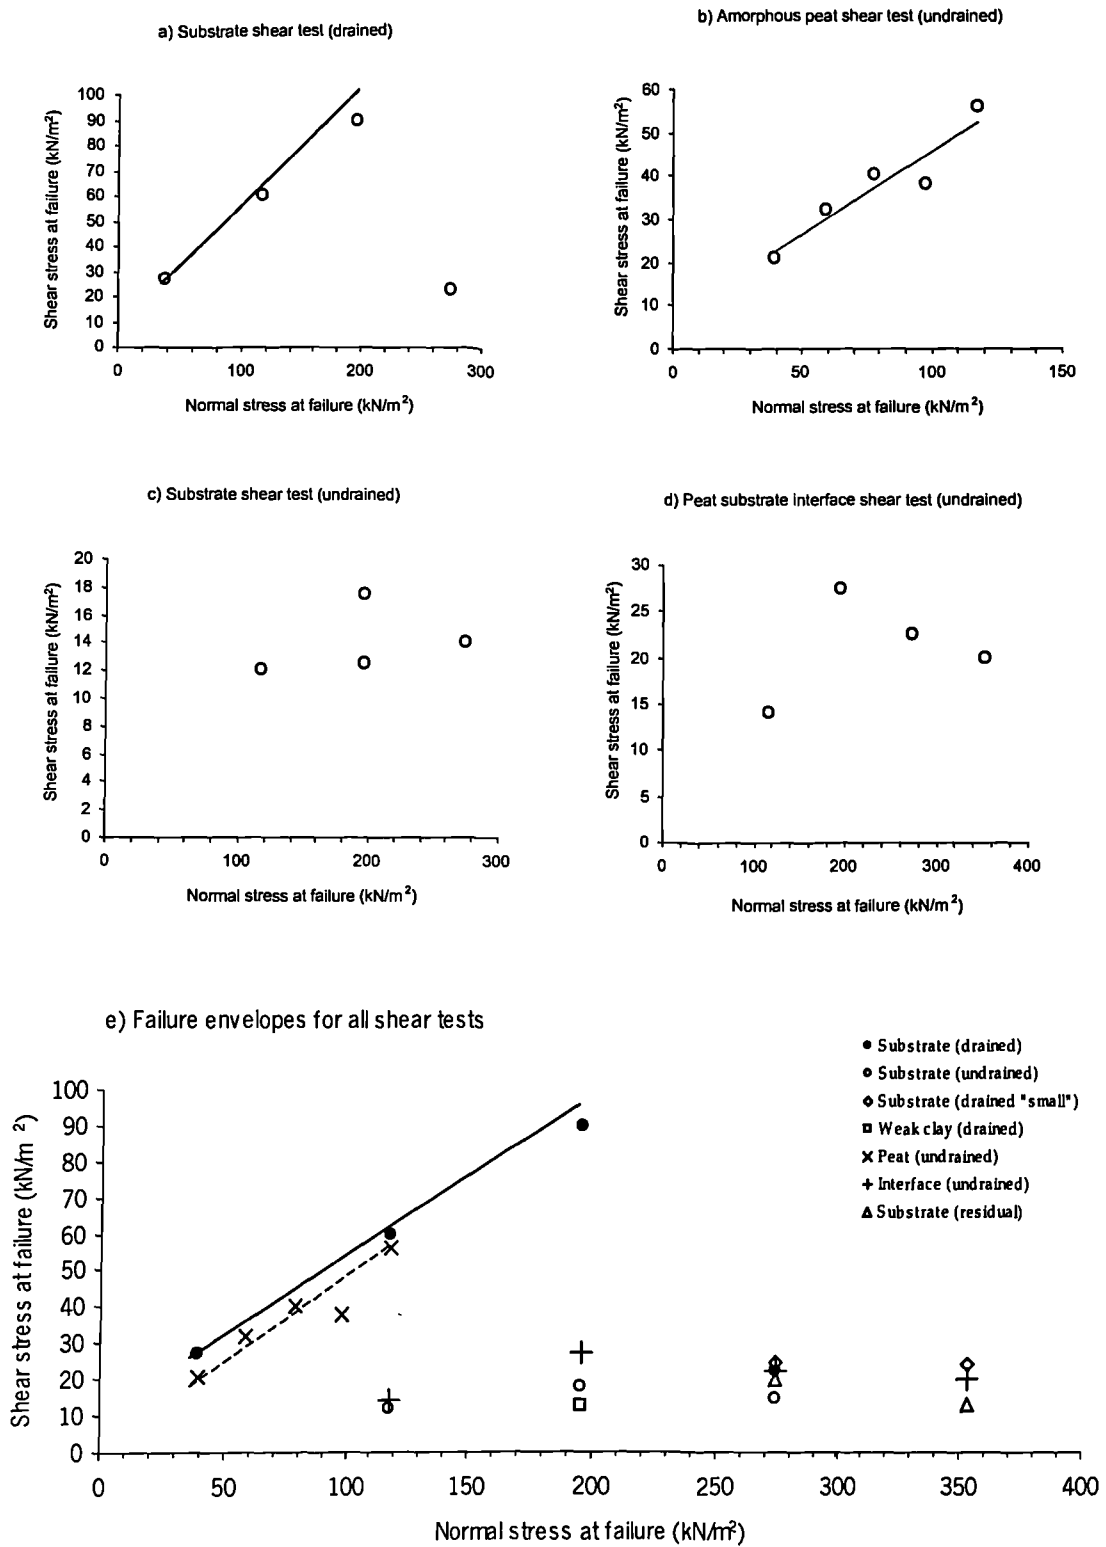 a) Substrate shear test (drained)
100
90
80
70
60
50
40
30
20
10
0
Shear stress at failure (kN/m²)
0 100 200 300
Normal stress at failure (kN/m²)
b) Amorphous peat shear test (undrained)
60
50
40
30
20
10
0
Shear stress at failure (kN/m²)
0 50 100 150
Normal stress at failure (kN/m²)
c) Substrate shear test (undrained)
20
18
16
14
12
10
8
6
4
2
0
Shear stress at failure (kN/m²)
0 100 200 300
Normal stress at failure (kN/m²)
d) Peat substrate interface shear test (undrained)
30
25
20
15
10
5
0
Shear stress at failure (kN/m²)
0 100 200 300 400
Normal stress at failure (kN/m²)
e) Failure envelopes for all shear tests
Substrate (drained)
Substrate (undrained)
Substrate (drained "small")
Weak clay (drained)
Peat (undrained)
Interface (undrained)
Substrate (residual)
100
90
80
70
60
50
40
30
20
10
0
Shear stress at failure (kN/m²)
0 50 100 150 200 250 300 350 400
Normal stress at failure (kN/m²)